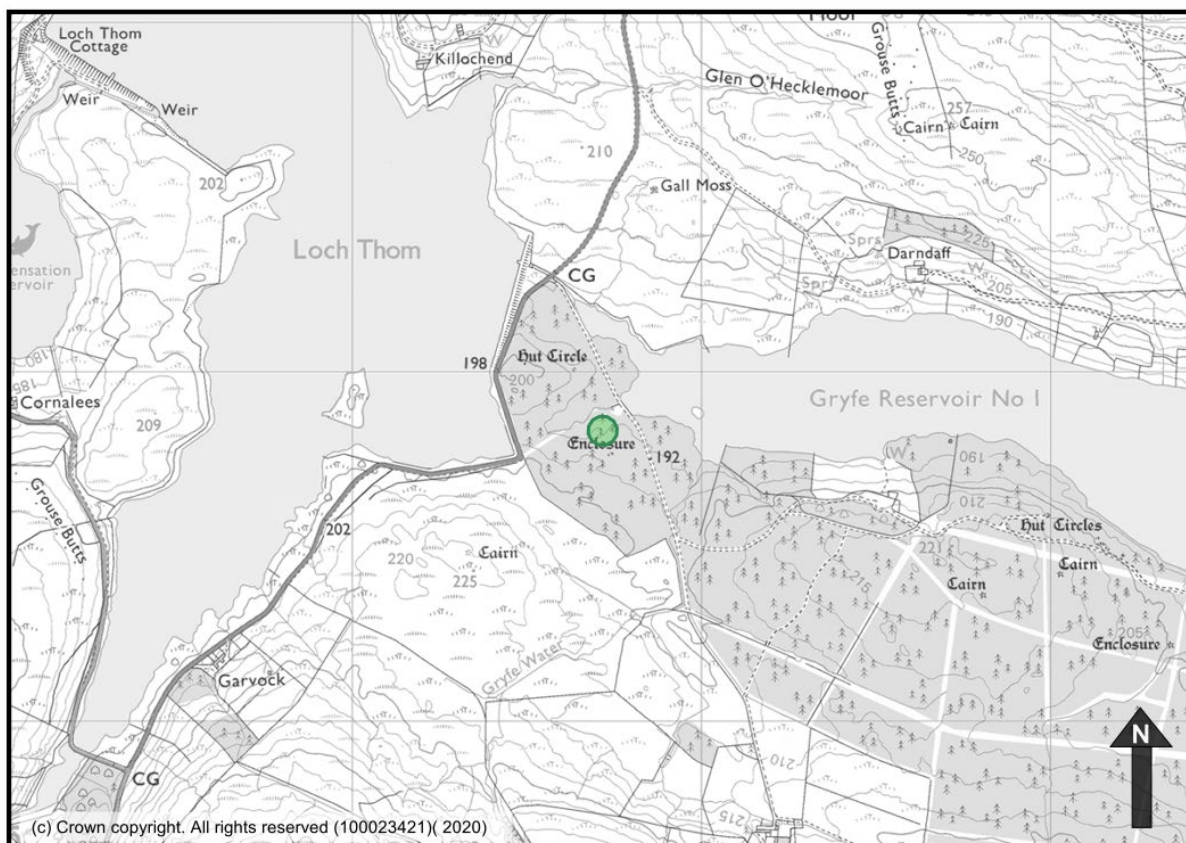 Loch Thom
Cottage
Weir
Weir
W
Killochend
Moor
Grouse Butts
Glen O'Hecklemoor
257
Cairn
Cairn
250
210
202
Gall Moss
Loch Thom
Sprs
225
Darndaff
W
205
Sprs
W
190
CG
198
Hut Circle
200
Gryfe Reservoir No 1
180
185
Cornalees
209
Enclosure
192
W
190
210
Grouse Butts
202
Hut Circles
221
220
Cairn
225
215
Cairn
Cairn
205
Enclosure
Gryfe Water
Garvock
N
CG
210
215
(c) Crown copyright. All rights reserved (100023421)( 2020)